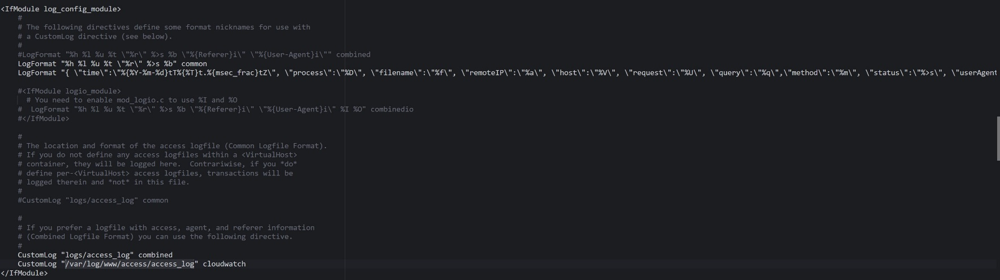 <IfModule log_config_module>
#
# The following directives define some format nicknames for use with
# a CustomLog directive (see below).
#
#LogFormat "%h %l %u %t \"%r\" %>s %b \"%{Referer}i\" \"%{User-Agent}i\"" combined
LogFormat "%h %l %u %t \"%r\" %>s %b" common
LogFormat "{ \"time\":\"%{%Y-%m-%d}tT%{%T}t.%{msec_frac}tZ\", \"process\":\"%D\", \"filename\":\"%f\", \"remoteIP\":\"%a\", \"host\":\"%V\", \"request\":\"%U\", \"query\":\"%q\",\"method\":\"%m\", \"status\":\"%>s\", \"userAgent
#<IfModule logio_module>
# You need to enable mod_logio.c to use %I and %O
#  LogFormat "%h %l %u %t \"%r\" %>s %b \"%{Referer}i\" \"%{User-Agent}i\" %I %O" combinedio
#</IfModule>
#
# The location and format of the access logfile (Common Logfile Format).
# If you do not define any access logfiles within a <VirtualHost>
# container, they will be logged here.  Contrariwise, if you *do*
# define per-<VirtualHost> access logfiles, transactions will be
# logged therein and *not* in this file.
#
#CustomLog "logs/access_log" common
#
# If you prefer a logfile with access, agent, and referer information
# (Combined Logfile Format) you can use the following directive.
#
CustomLog "logs/access_log" combined
CustomLog "/var/log/www/access/access_log" cloudwatch
</IfModule>